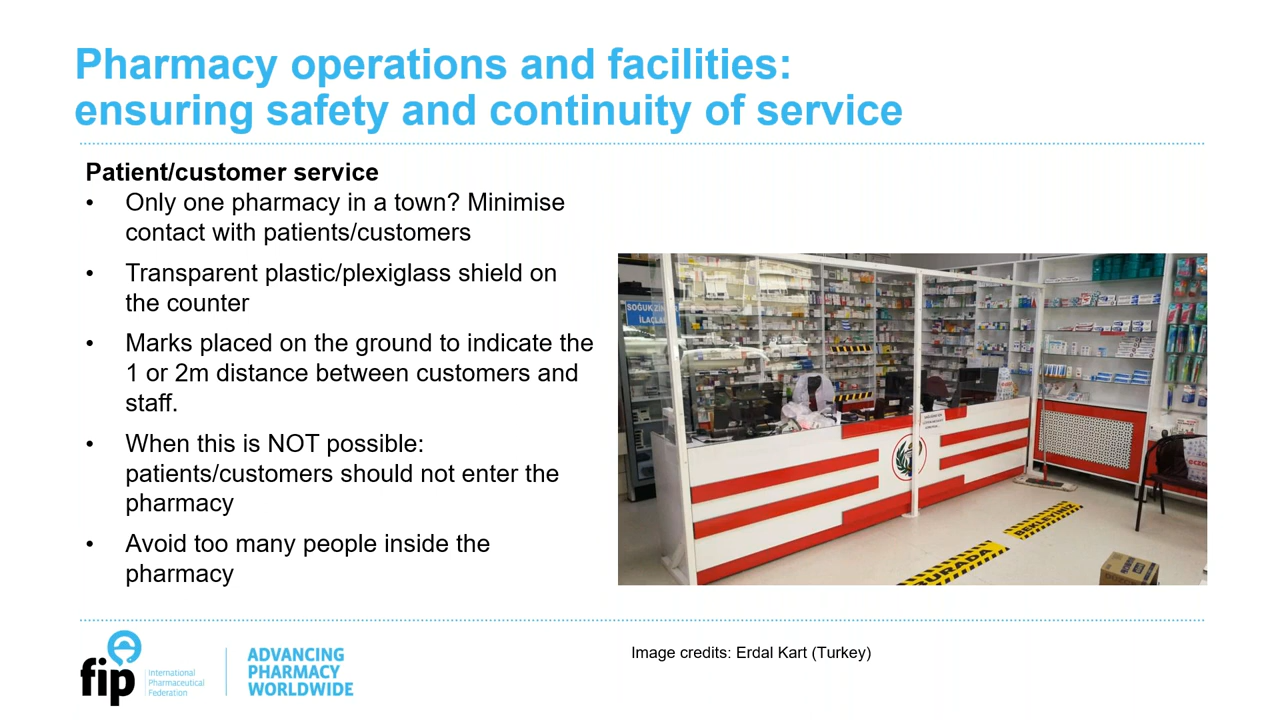 Pharmacy operations and facilities:
ensuring safety and continuity of service
Patient/customer service
• Only one pharmacy in a town? Minimise
contact with patients/customers
• Transparent plastic/plexiglass shield on
the counter
• Marks placed on the ground to indicate the
1 or 2m distance between customers and
staff.
• When this is NOT possible:
patients/customers should not enter the
pharmacy
• Avoid too many people inside the
pharmacy
SOĞUK ZİN
İLAÇLA
BURADA
BEKLEYİNİZ
fip
International
Pharmaceutical
Federation
ADVANCING
PHARMACY
WORLDWIDE
Image credits: Erdal Kart (Turkey)